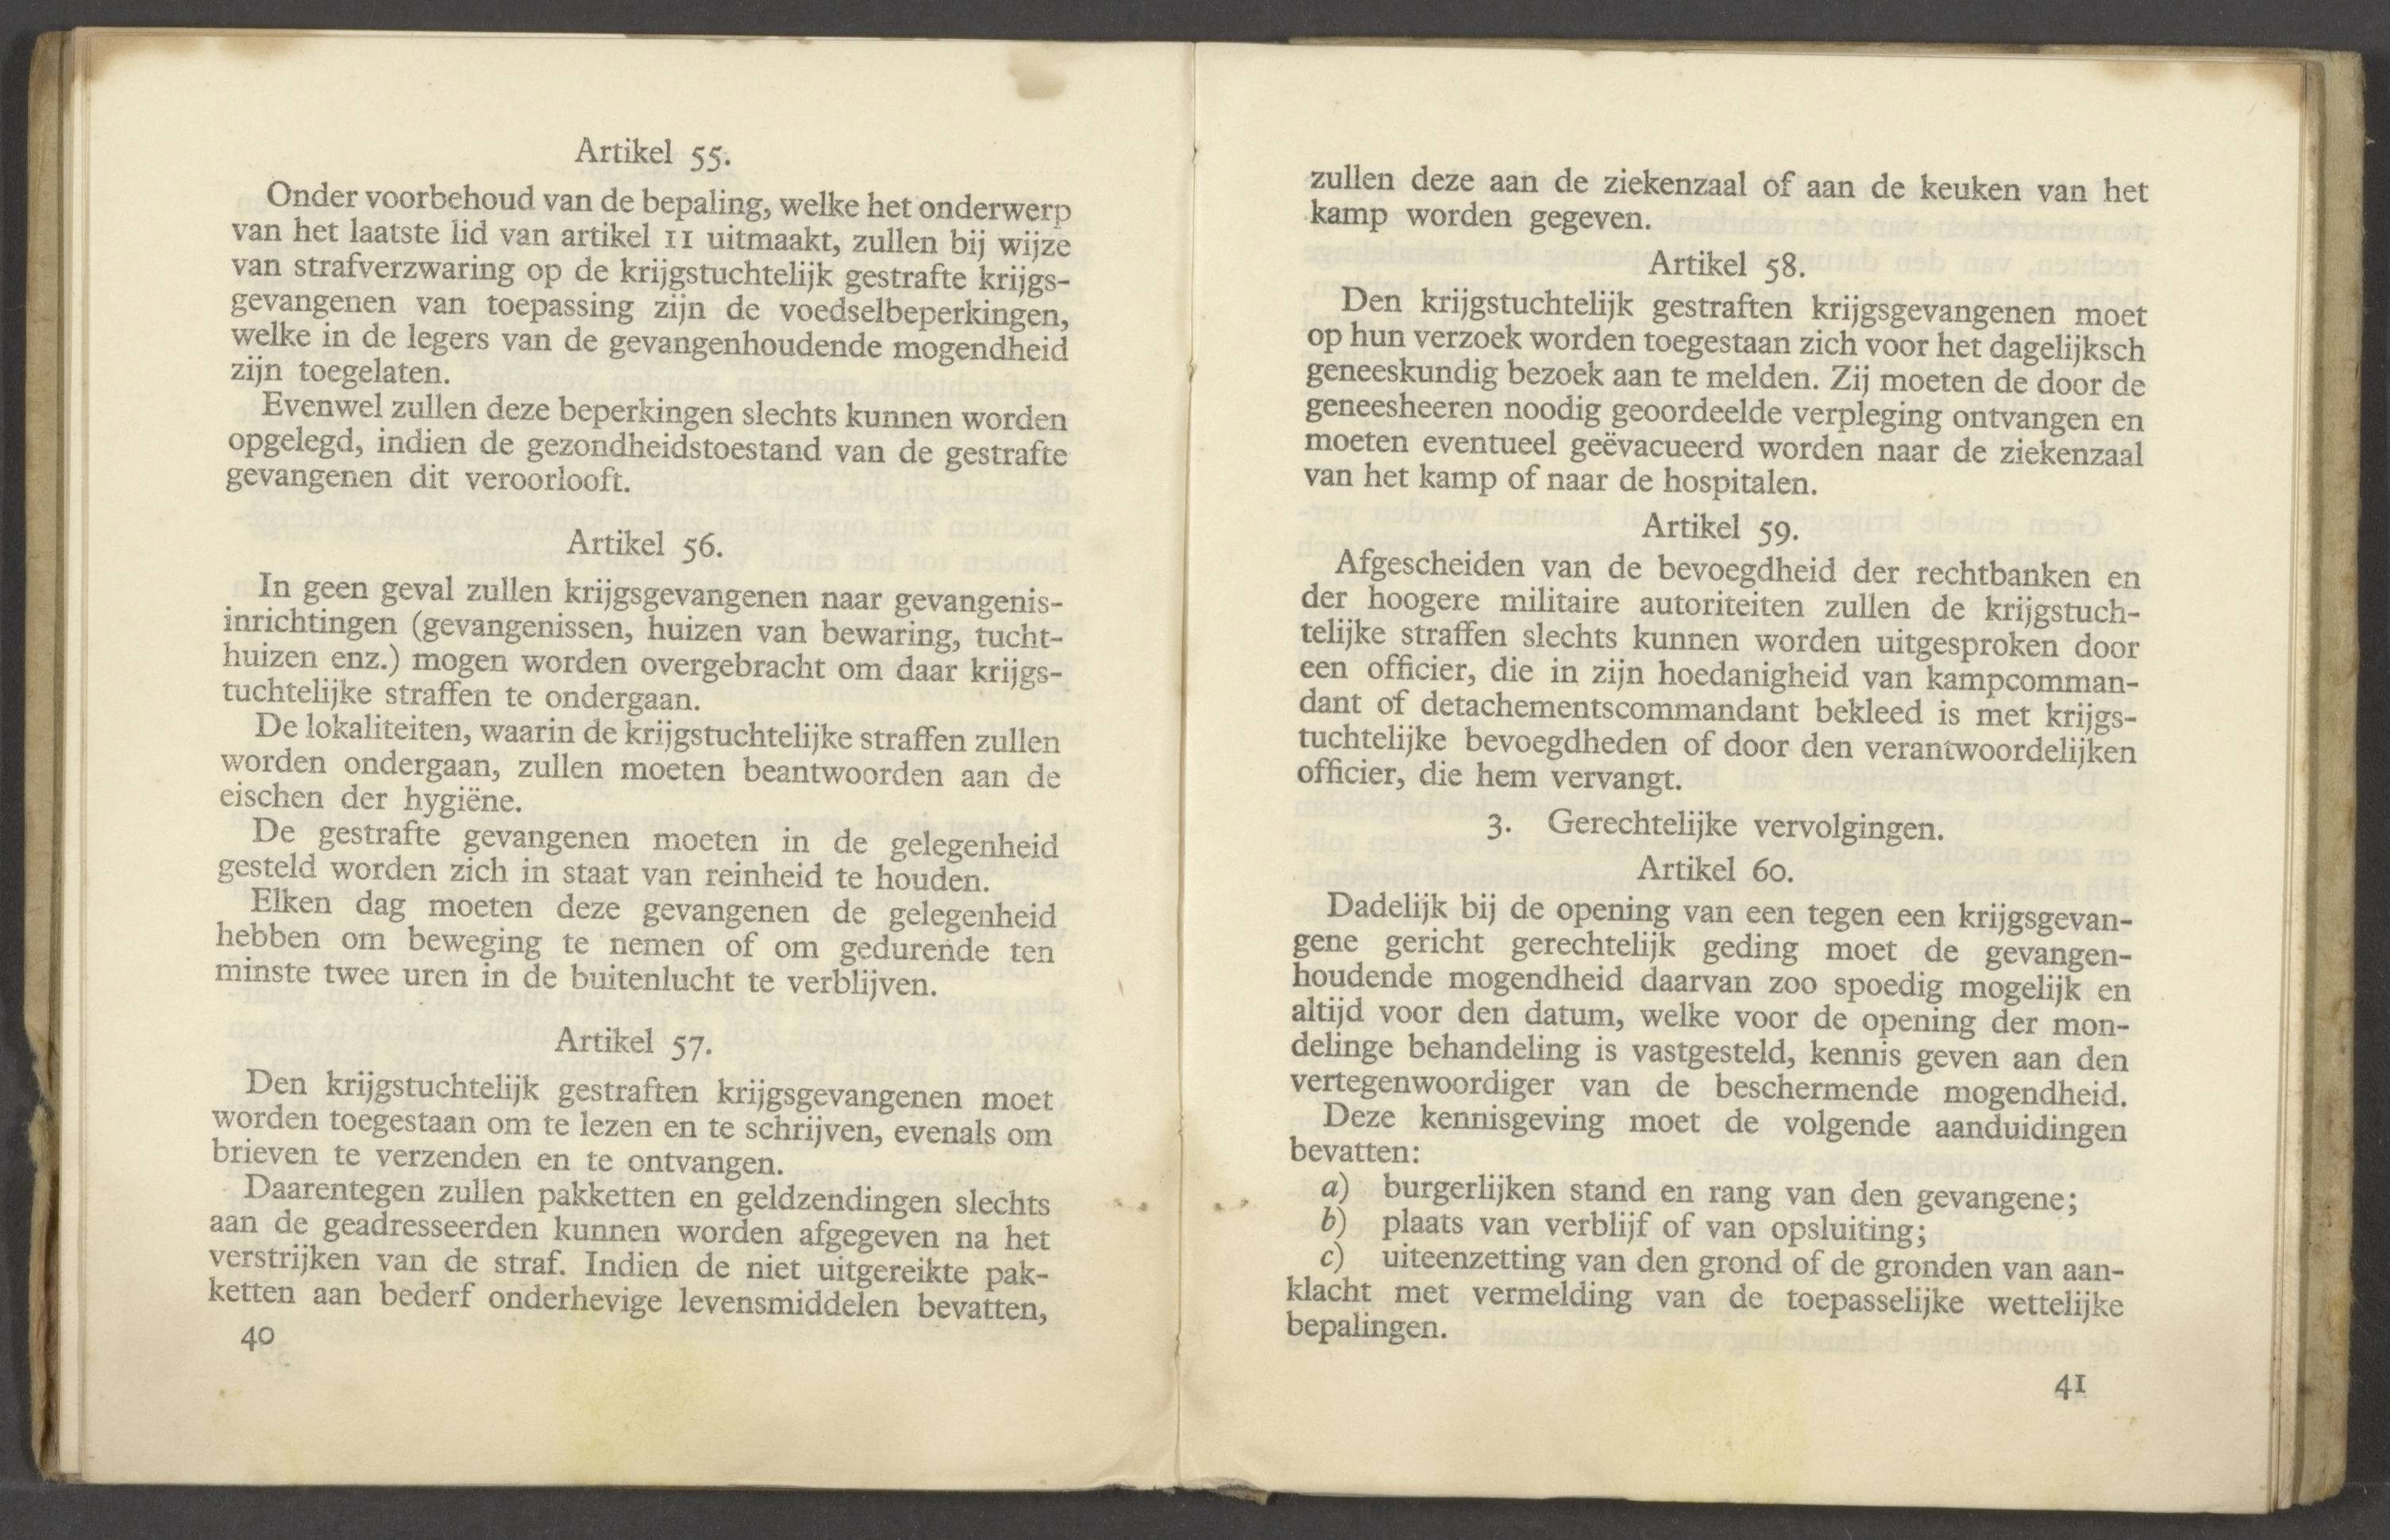 Artikel 55.
Onder voorbehoud van de bepaling, welke het onderwerp
van het laatste lid van artikel 11 uitmaakt, zullen bij wijze
van strafverzwaring op de krijgstuchtelijk gestrafte krijgs-
gevangenen van toepassing zijn de voedselbeperkingen,
welke in de legers van de gevangenhoudende mogendheid
zijn toegelaten.
Evenwel zullen deze beperkingen slechts kunnen worden
opgelegd, indien de gezondheidstoestand van de gestrafte
gevangenen dit veroorlooft.
Artikel 56.
In geen geval zullen krijgsgevangenen naar gevangenis-
inrichtingen (gevangenissen, huizen van bewaring, tucht-
huizen enz.) mogen worden overgebracht om daar krijgs-
tuchtelijke straffen te ondergaan.
De lokaliteiten, waarin de krijgstuchtelijke straffen zullen
worden ondergaan, zullen moeten beantwoorden aan de
eischen der hygiëne.
De gestrafte gevangenen moeten in de gelegenheid
gesteld worden zich in staat van reinheid te houden.
Elken dag moeten deze gevangenen de gelegenheid
hebben om beweging te nemen of om gedurende ten
minste twee uren in de buitenlucht te verblijven.
Artikel 57.
Den krijgstuchtelijk gestraften krijgsgevangenen moet
worden toegestaan om te lezen en te schrijven, evenals om
brieven te verzenden en te ontvangen.
Daarentegen zullen pakketten en geldzendingen slechts
aan de geadresseerden kunnen worden afgegeven na het
verstrijken van de straf. Indien de niet uitgereikte pak-
ketten aan bederf onderhevige levensmiddelen bevatten,
40
zullen deze aan de ziekenzaal of aan de keuken van het
kamp worden gegeven.
Artikel 58.
Den krijgstuchtelijk gestraften krijgsgevangenen moet
op hun verzoek worden toegestaan zich voor het dagelijksch
geneeskundig bezoek aan te melden. Zij moeten de door de
geneesheeren noodig geoordeelde verpleging ontvangen en
moeten eventueel geëvacueerd worden naar de ziekenzaal
van het kamp of naar de hospitalen.
Artikel 59.
Afgescheiden van de bevoegdheid der rechtbanken en
der hoogere militaire autoriteiten zullen de krijgstuch-
telijke straffen slechts kunnen worden uitgesproken door
een officier, die in zijn hoedanigheid van kampcomman-
dant of detachementscommandant bekleed is met krijgs-
tuchtelijke bevoegdheden of door den verantwoordelijken
officier, die hem vervangt.
3. Gerechtelijke vervolgingen.
Artikel 60.
Dadelijk bij de opening van een tegen een krijgsgevan-
gene gericht gerechtelijk geding moet de gevangen-
houdende mogendheid daarvan zoo spoedig mogelijk en
altijd voor den datum, welke voor de opening der mon-
delinge behandeling is vastgesteld, kennis geven aan den
vertegenwoordiger van de beschermende mogendheid.
Deze kennisgeving moet de volgende aanduidingen
bevatten:
a) burgerlijken stand en rang van den gevangene;
b) plaats van verblijf of van opsluiting;
c) uiteenzetting van den grond of de gronden van aan-
klacht met vermelding van de toepasselijke wettelijke
bepalingen.
41